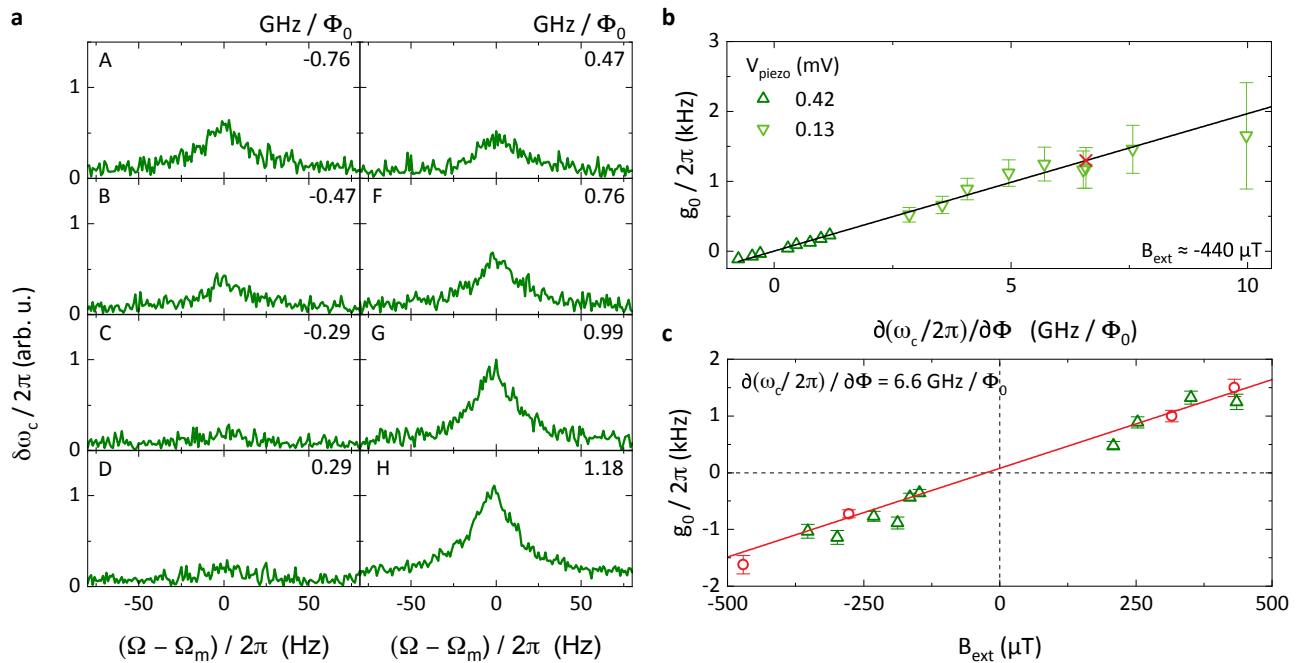 a
GHz / Φ0 GHz / Φ0
A -0.76
0.47
B -0.47
F 0.76
C -0.29
G 0.99
D 0.29
H 1.18
1
0
1
0
1
0
1
0
δωc / 2π (arb. u.)
-50 0 50 -50 0 50
(Ω − Ωm) / 2π (Hz) (Ω − Ωm) / 2π (Hz)
b
3
2
1
0
g0 / 2π (kHz)
Vpiezo (mV)
0.42
0.13
Bext ≈ -440 μT
0 5 10
∂(ωc/2π)/∂Φ (GHz / Φ0)
c
2
1
0
-1
-2
g0 / 2π (kHz)
∂(ωc/ 2π) / ∂Φ = 6.6 GHz / Φ0
-500 -250 0 250 500
Bext (μT)